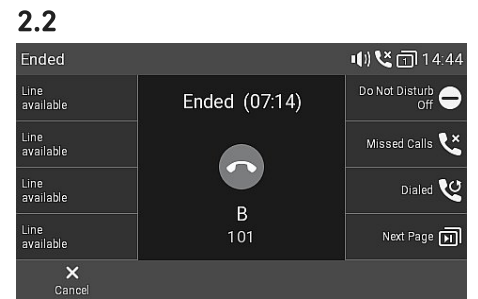 2.2
Ended
1 14:44
Line
available
Line
available
Line
available
Line
available
Ended (07:14)
B
101
Do Not Disturb
Off
Missed Calls
Dialed
Next Page
Cancel